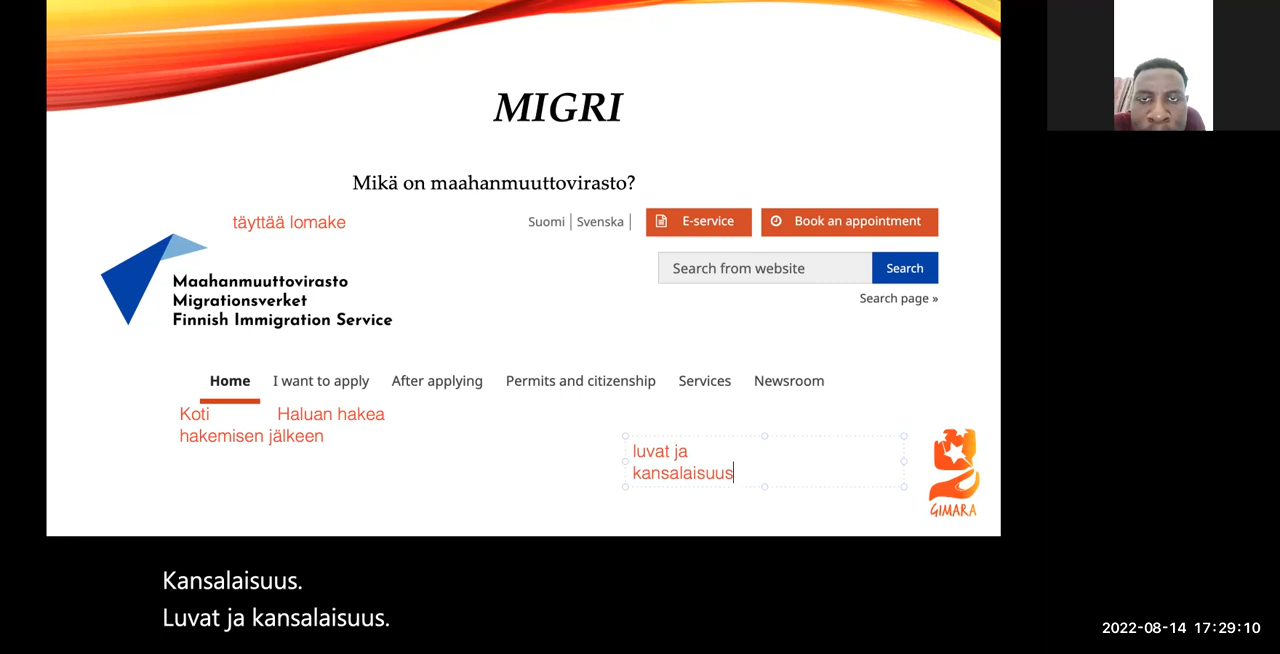 MIGRI
Mikä on maahanmuuttovirasto?
täyttää lomake
Suomi | Svenska |
E-service
Book an appointment
Search from website
Search
Search page »
Maahanmuuttovirasto
Migrationsverket
Finnish Immigration Service
Home I want to apply After applying Permits and citizenship Services Newsroom
Koti Haluan hakea
hakemisen jälkeen
luvat ja
kansalaisuus
GIMARA
Kansalaisuus.
Luvat ja kansalaisuus.
2022-08-14 17:29:10